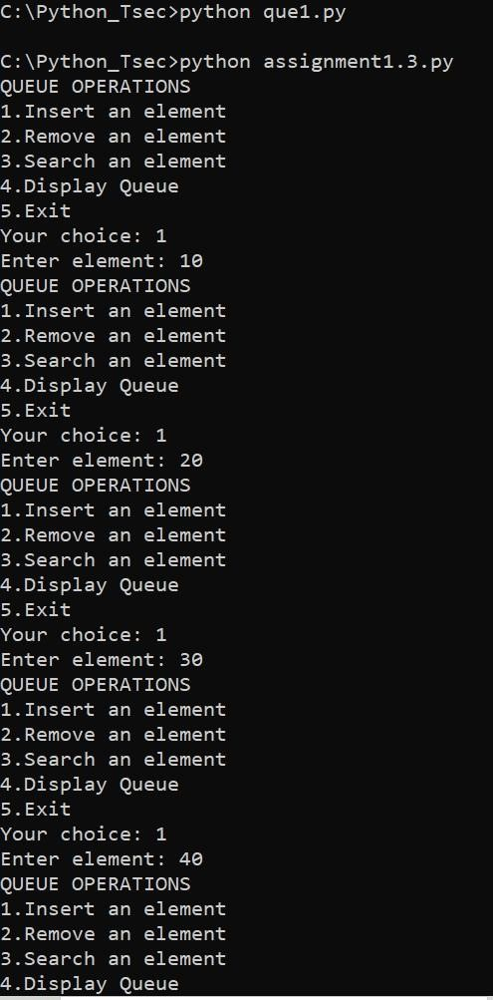 C:\Python_Tsec>python que1.py
C:\Python_Tsec>python assignment1.3.py
QUEUE OPERATIONS
1.Insert an element
2.Remove an element
3.Search an element
4.Display Queue
5.Exit
Your choice: 1
Enter element: 10
QUEUE OPERATIONS
1.Insert an element
2.Remove an element
3.Search an element
4.Display Queue
5.Exit
Your choice: 1
Enter element: 20
QUEUE OPERATIONS
1.Insert an element
2.Remove an element
3.Search an element
4.Display Queue
5.Exit
Your choice: 1
Enter element: 30
QUEUE OPERATIONS
1.Insert an element
2.Remove an element
3.Search an element
4.Display Queue
5.Exit
Your choice: 1
Enter element: 40
QUEUE OPERATIONS
1.Insert an element
2.Remove an element
3.Search an element
4.Display Queue